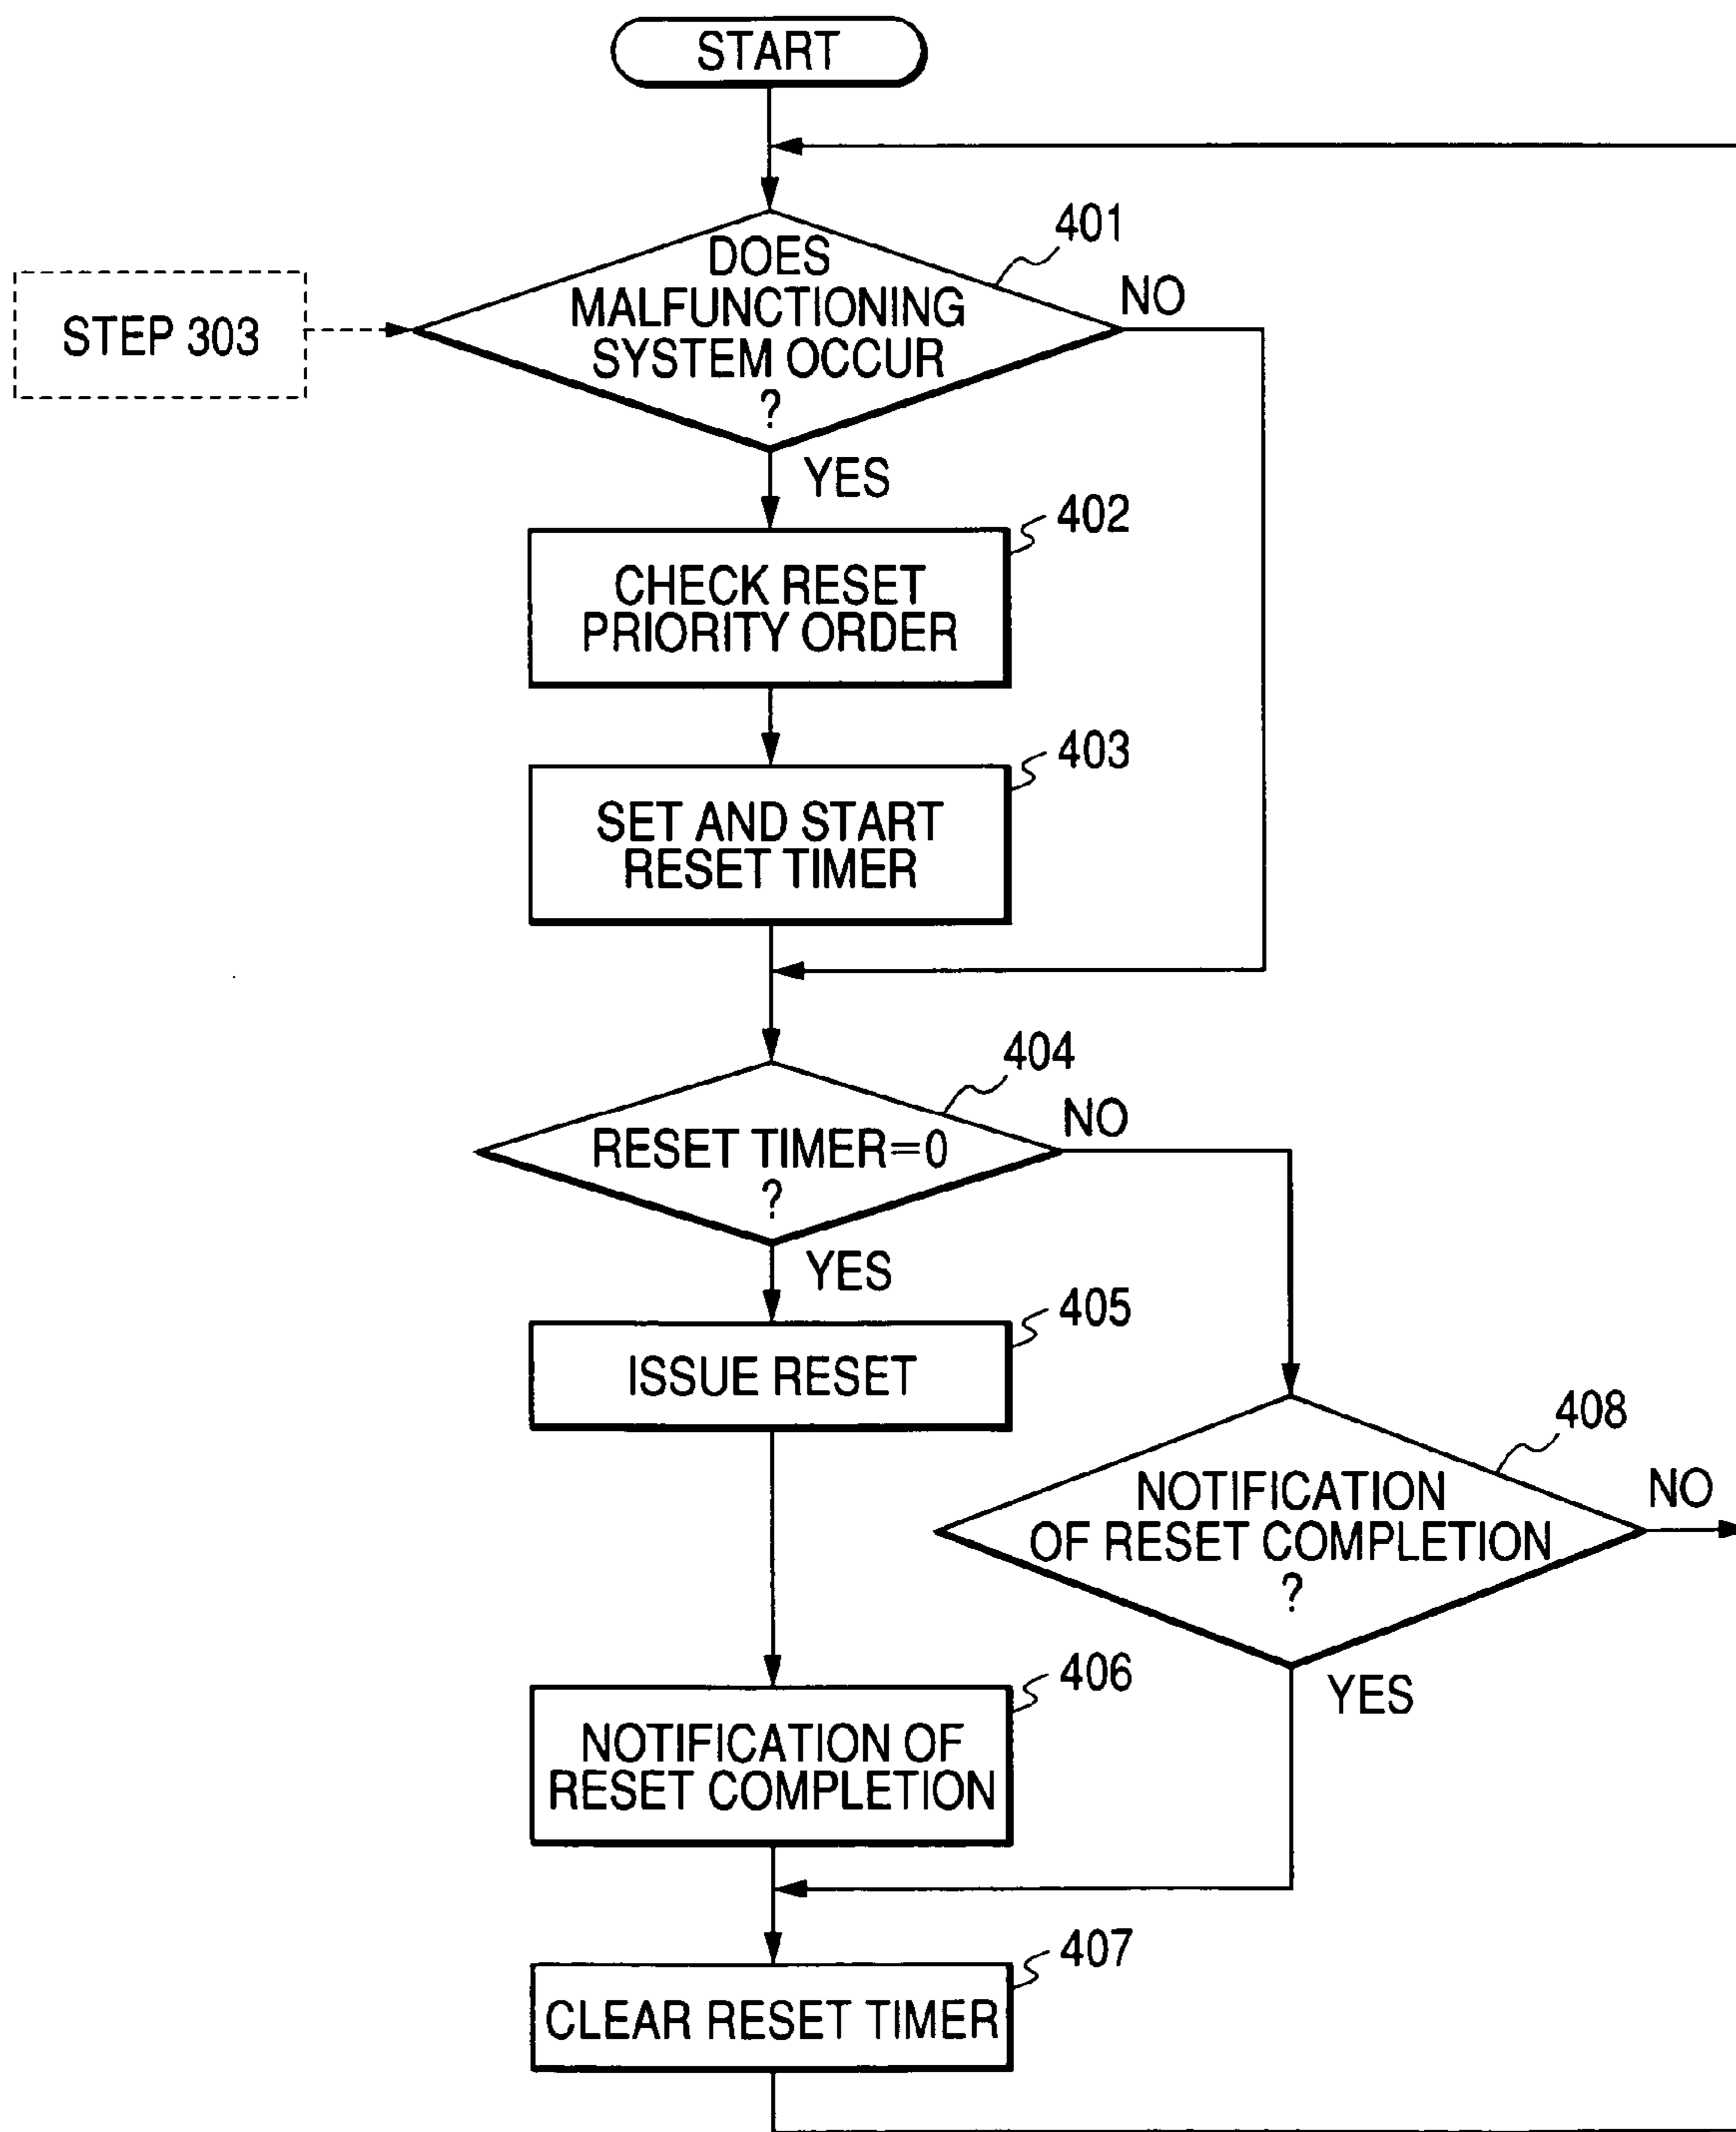 START
401
DOES
MALFUNCTIONING
SYSTEM OCCUR
?
NO
STEP 303
YES
402
CHECK RESET
PRIORITY ORDER
403
SET AND START
RESET TIMER
404
RESET TIMER=0
?
NO
YES
405
ISSUE RESET
408
NOTIFICATION
OF RESET COMPLETION
?
NO
YES
406
NOTIFICATION OF
RESET COMPLETION
407
CLEAR RESET TIMER